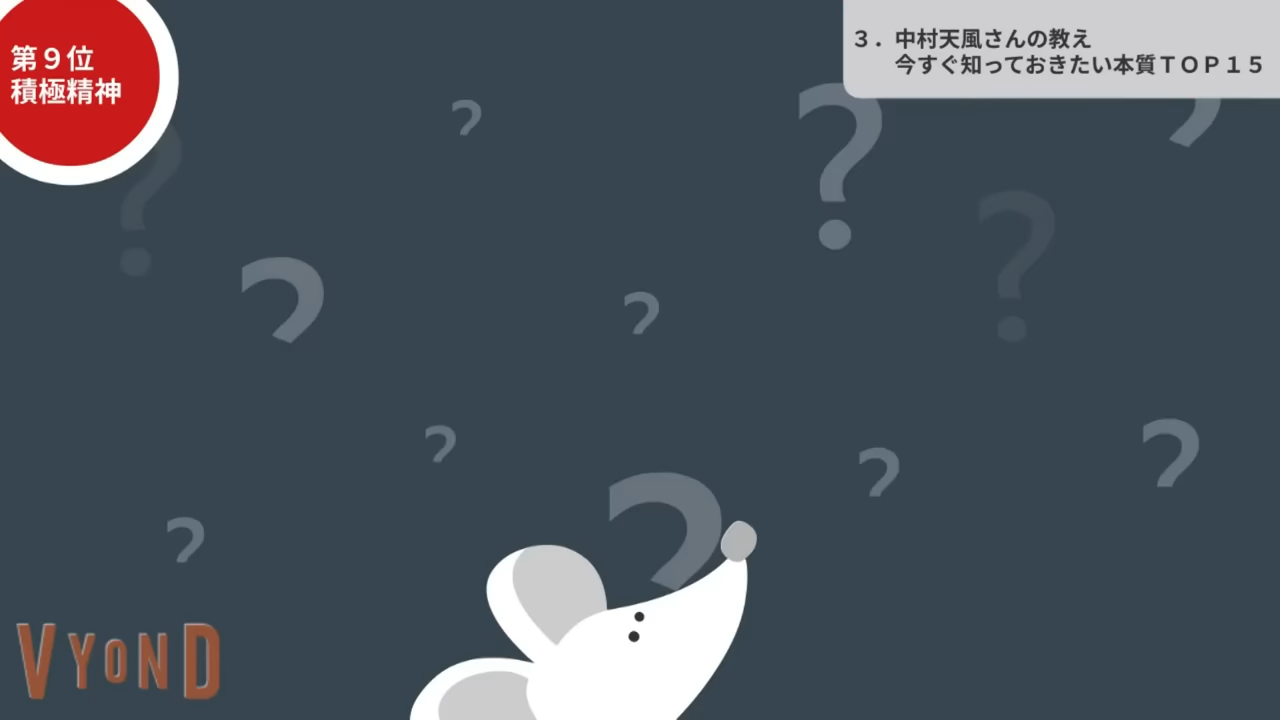 第９位
積極精神
３．中村天風さんの教え
今すぐ知っておきたい本質ＴＯＰ１５
? ? ? ? ? ? ? ? ? ? ? ?
VYOND